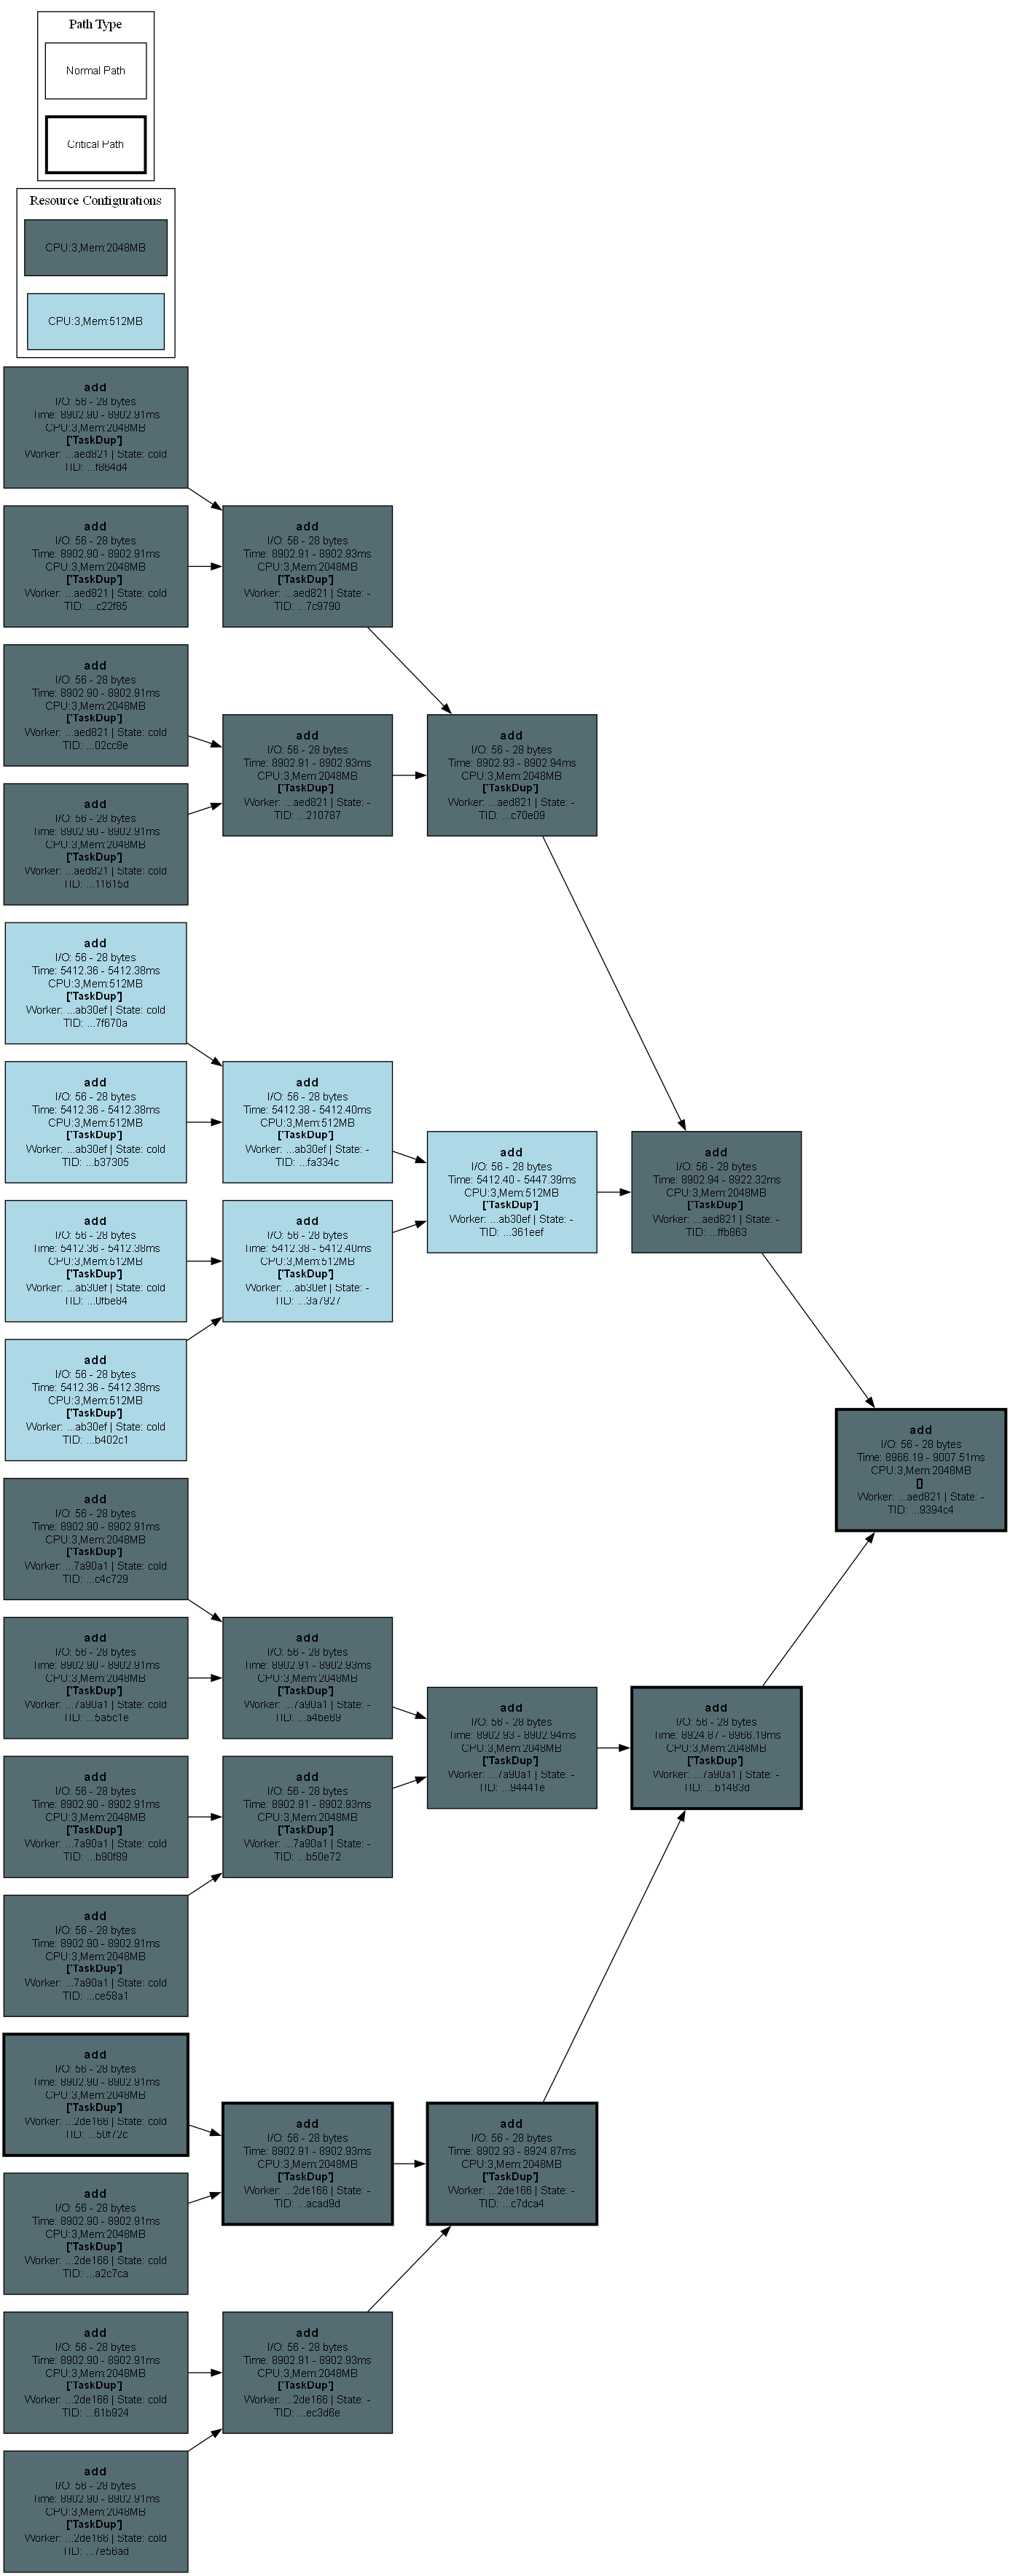 Path Type
Normal Path
Critical Path
Resource Configurations
CPU:3,Mem:2048MB
CPU:3,Mem:512MB
add
I/O: 56 - 28 bytes
Time: 8902.90 - 8902.91ms
CPU:3,Mem:2048MB
['TaskDup']
Worker: ...aed821 | State: cold
TID: ...f864d4
add
I/O: 56 - 28 bytes
Time: 8902.90 - 8902.91ms
CPU:3,Mem:2048MB
['TaskDup']
Worker: ...aed821 | State: cold
TID: ...c22f85
add
I/O: 56 - 28 bytes
Time: 8902.91 - 8902.93ms
CPU:3,Mem:2048MB
['TaskDup']
Worker: ...aed821 | State: -
TID: ...7c9790
add
I/O: 56 - 28 bytes
Time: 8902.90 - 8902.91ms
CPU:3,Mem:2048MB
['TaskDup']
Worker: ...aed821 | State: cold
TID: ...02cc8e
add
I/O: 56 - 28 bytes
Time: 8902.91 - 8902.93ms
CPU:3,Mem:2048MB
['TaskDup']
Worker: ...aed821 | State: -
TID: ...210787
add
I/O: 56 - 28 bytes
Time: 8902.93 - 8902.94ms
CPU:3,Mem:2048MB
['TaskDup']
Worker: ...aed821 | State: -
TID: ...c70e09
add
I/O: 56 - 28 bytes
Time: 8902.90 - 8902.91ms
CPU:3,Mem:2048MB
['TaskDup']
Worker: ...aed821 | State: cold
TID: ...11615d
add
I/O: 56 - 28 bytes
Time: 5412.36 - 5412.38ms
CPU:3,Mem:512MB
['TaskDup']
Worker: ...ab30ef | State: cold
TID: ...7f670a
add
I/O: 56 - 28 bytes
Time: 5412.36 - 5412.38ms
CPU:3,Mem:512MB
['TaskDup']
Worker: ...ab30ef | State: cold
TID: ...b37305
add
I/O: 56 - 28 bytes
Time: 5412.38 - 5412.40ms
CPU:3,Mem:512MB
['TaskDup']
Worker: ...ab30ef | State: -
TID: ...fa334c
add
I/O: 56 - 28 bytes
Time: 5412.40 - 5447.39ms
CPU:3,Mem:512MB
['TaskDup']
Worker: ...ab30ef | State: -
TID: ...361eef
add
I/O: 56 - 28 bytes
Time: 8902.94 - 8922.32ms
CPU:3,Mem:2048MB
['TaskDup']
Worker: ...aed821 | State: -
TID: ...ffb863
add
I/O: 56 - 28 bytes
Time: 5412.36 - 5412.38ms
CPU:3,Mem:512MB
['TaskDup']
Worker: ...ab30ef | State: cold
TID: ...0fbe84
add
I/O: 56 - 28 bytes
Time: 5412.38 - 5412.40ms
CPU:3,Mem:512MB
['TaskDup']
Worker: ...ab30ef | State: -
TID: ...3a7927
add
I/O: 56 - 28 bytes
Time: 5412.36 - 5412.38ms
CPU:3,Mem:512MB
['TaskDup']
Worker: ...ab30ef | State: cold
TID: ...b402c1
add
I/O: 56 - 28 bytes
Time: 8966.19 - 9007.51ms
CPU:3,Mem:2048MB
[]
Worker: ...aed821 | State: -
TID: ...9394c4
add
I/O: 56 - 28 bytes
Time: 8902.90 - 8902.91ms
CPU:3,Mem:2048MB
['TaskDup']
Worker: ...7a90a1 | State: cold
TID: ...c4c729
add
I/O: 56 - 28 bytes
Time: 8902.90 - 8902.91ms
CPU:3,Mem:2048MB
['TaskDup']
Worker: ...7a90a1 | State: cold
TID: ...5a5c1e
add
I/O: 56 - 28 bytes
Time: 8902.91 - 8902.93ms
CPU:3,Mem:2048MB
['TaskDup']
Worker: ...7a90a1 | State: -
TID: ...a4be69
add
I/O: 56 - 28 bytes
Time: 8902.93 - 8902.94ms
CPU:3,Mem:2048MB
['TaskDup']
Worker: ...7a90a1 | State: -
TID: ...94441e
add
I/O: 56 - 28 bytes
Time: 8924.87 - 8966.19ms
CPU:3,Mem:2048MB
['TaskDup']
Worker: ...7a90a1 | State: -
TID: ...b1483d
add
I/O: 56 - 28 bytes
Time: 8902.90 - 8902.91ms
CPU:3,Mem:2048MB
['TaskDup']
Worker: ...7a90a1 | State: cold
TID: ...b90f89
add
I/O: 56 - 28 bytes
Time: 8902.91 - 8902.93ms
CPU:3,Mem:2048MB
['TaskDup']
Worker: ...7a90a1 | State: -
TID: ...b50e72
add
I/O: 56 - 28 bytes
Time: 8902.90 - 8902.91ms
CPU:3,Mem:2048MB
['TaskDup']
Worker: ...7a90a1 | State: cold
TID: ...ce58a1
add
I/O: 56 - 28 bytes
Time: 8902.90 - 8902.91ms
CPU:3,Mem:2048MB
['TaskDup']
Worker: ...2de166 | State: cold
TID: ...50f72c
add
I/O: 56 - 28 bytes
Time: 8902.91 - 8902.93ms
CPU:3,Mem:2048MB
['TaskDup']
Worker: ...2de166 | State: -
TID: ...acad9d
add
I/O: 56 - 28 bytes
Time: 8902.93 - 8924.87ms
CPU:3,Mem:2048MB
['TaskDup']
Worker: ...2de166 | State: -
TID: ...c7dca4
add
I/O: 56 - 28 bytes
Time: 8902.90 - 8902.91ms
CPU:3,Mem:2048MB
['TaskDup']
Worker: ...2de166 | State: cold
TID: ...a2c7ca
add
I/O: 56 - 28 bytes
Time: 8902.90 - 8902.91ms
CPU:3,Mem:2048MB
['TaskDup']
Worker: ...2de166 | State: cold
TID: ...61b924
add
I/O: 56 - 28 bytes
Time: 8902.91 - 8902.93ms
CPU:3,Mem:2048MB
['TaskDup']
Worker: ...2de166 | State: -
TID: ...ec3d6e
add
I/O: 56 - 28 bytes
Time: 8902.90 - 8902.91ms
CPU:3,Mem:2048MB
['TaskDup']
Worker: ...2de166 | State: cold
TID: ...7e56ad